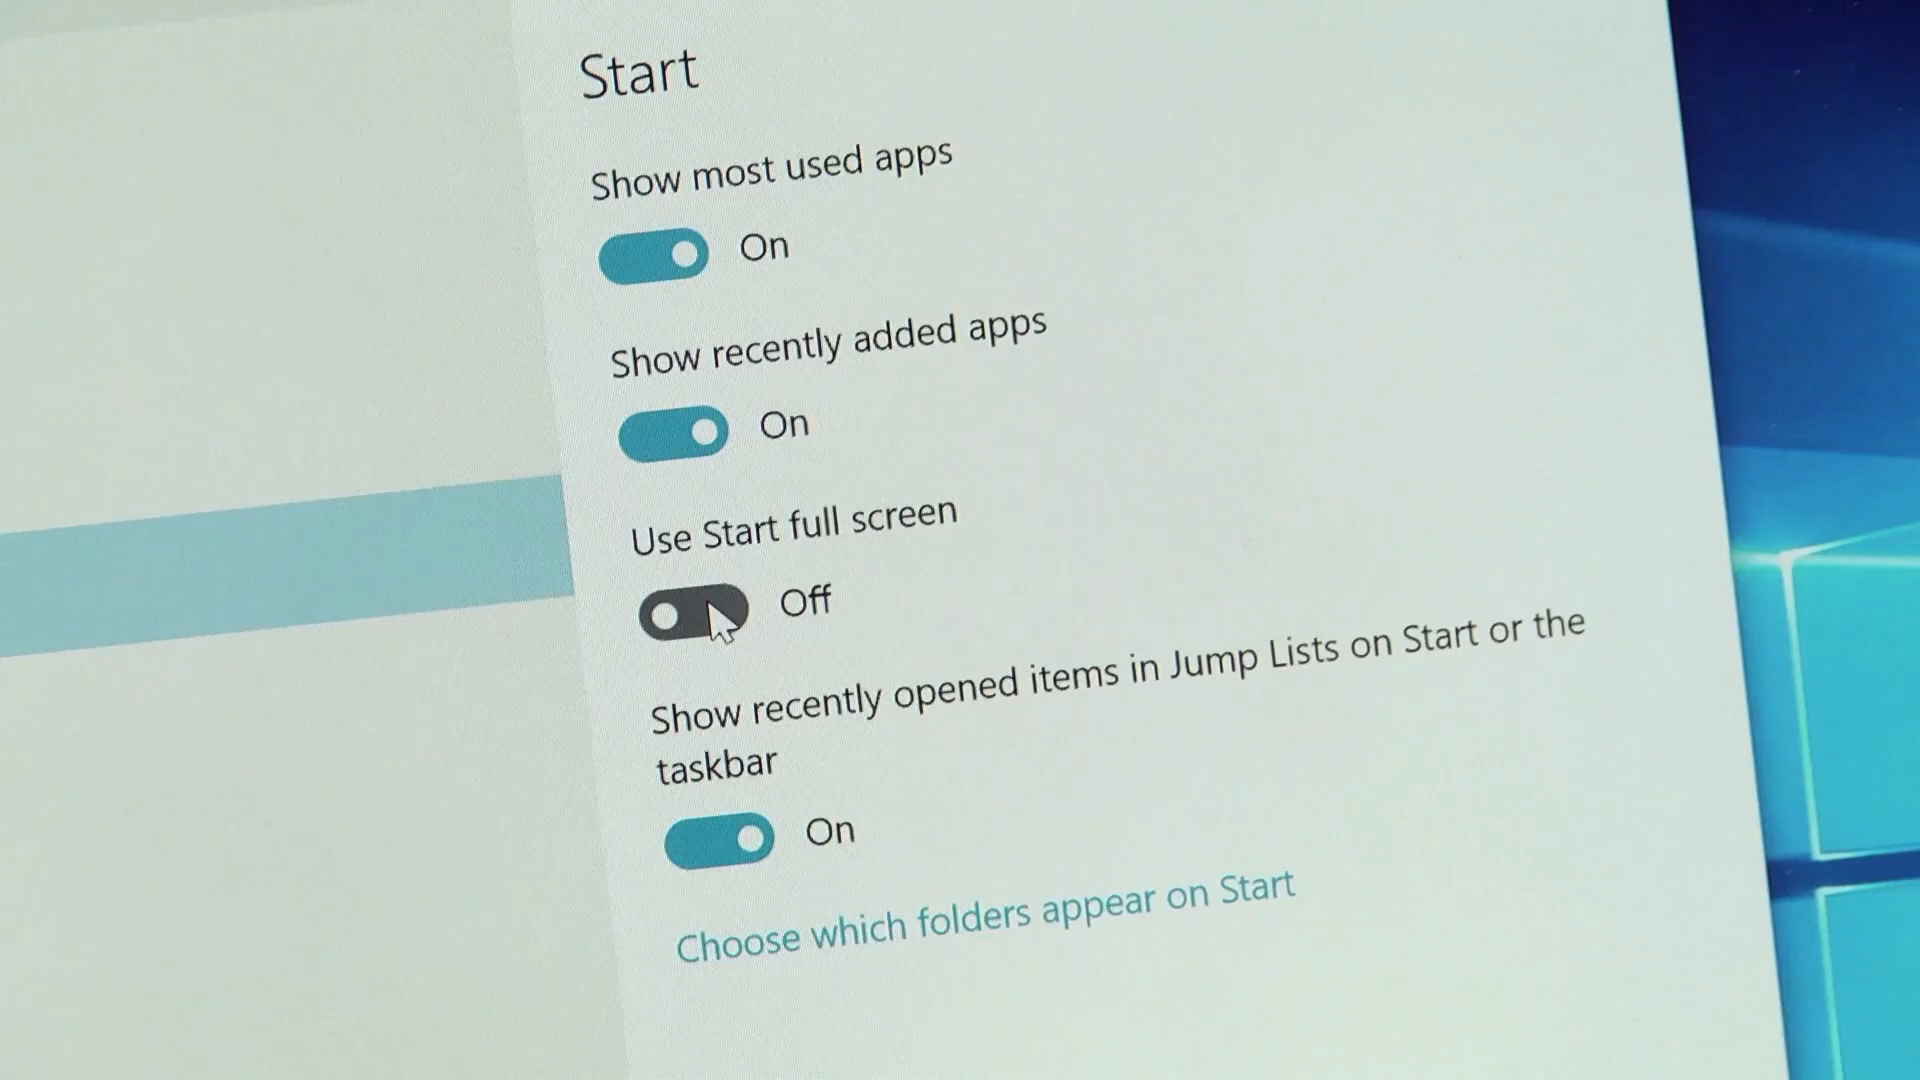 Start
Show most used apps
On
Show recently added apps
On
Use Start full screen
Off
Show recently opened items in Jump Lists on Start or the
taskbar
On
Choose which folders appear on Start